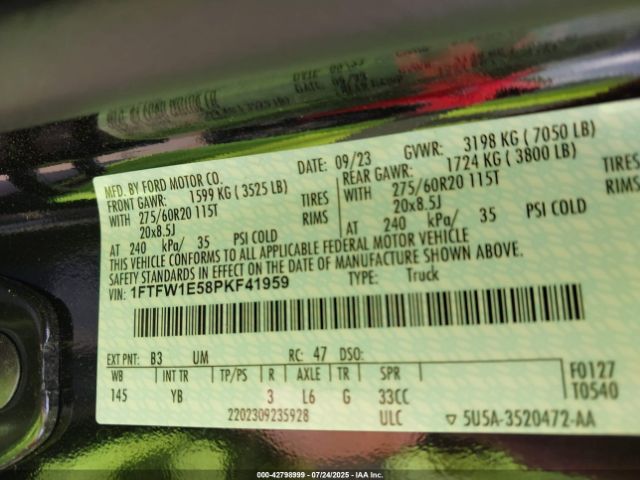 MFD. BY FORD MOTOR CO. DATE: 09/23 GVWR: 3198 KG ( 7050 LB)
FRONT GAWR: 1599 KG ( 3525 LB) REAR GAWR: 1724 KG ( 3800 LB)
WITH 275/60R20 115T TIRES 275/60R20 115T TIRES
20x8.5J RIMS 20x8.5J RIMS
AT 240 kPa/ 35 PSI COLD AT 240 kPa/ 35 PSI COLD
THIS VEHICLE CONFORMS TO ALL APPLICABLE FEDERAL MOTOR VEHICLE
SAFETY STANDARDS IN EFFECT ON THE DATE OF MANUFACTURE SHOWN ABOVE.
VIN: 1FTFW1E58PKF41959 TYPE: Truck
EXT PNT: B3 UM RC: 47 DSO:
WB INT TR TP/PS R AXLE TR SPR F0127
145 YB 3 L6 G 33CC T0540
2202309235928 ULC ▽ 5U5A-3520472-AA
000-42798999 | 07/24/2025 - IAA Inc.